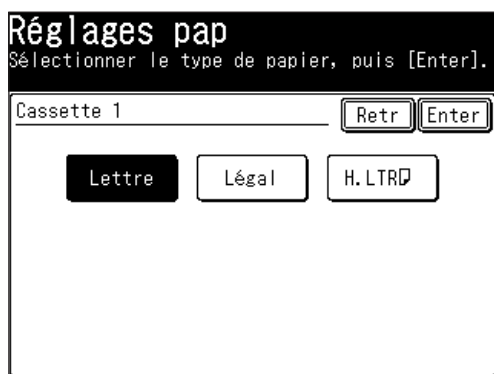 Réglages pap
Sélectionner le type de papier, puis [Enter].
Cassette 1 Retr Enter
Lettre Légal H.LTR